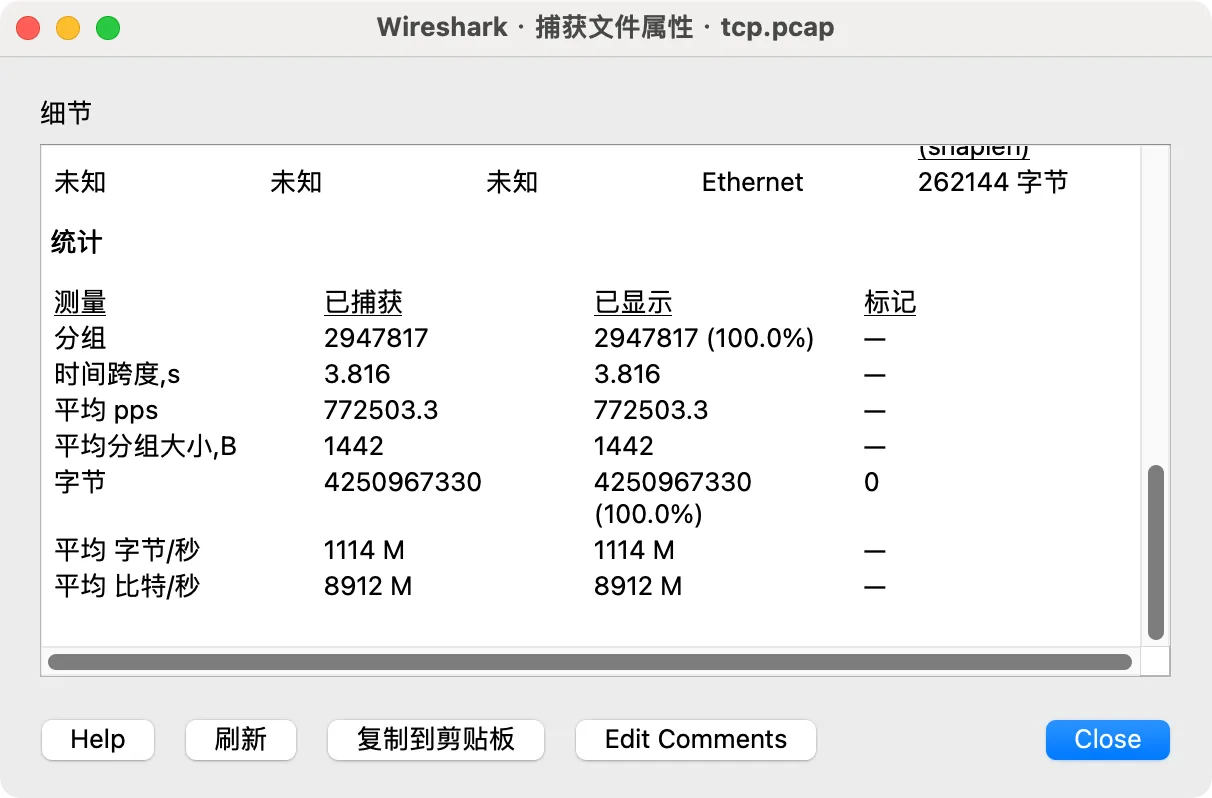 Wireshark · 捕获文件属性 · tcp.pcap
细节
(snaplen)
未知 未知 未知 Ethernet 262144 字节
统计
测量 已捕获 已显示 标记
分组 2947817 2947817 (100.0%) —
时间跨度,s 3.816 3.816 —
平均 pps 772503.3 772503.3 —
平均分组大小,B 1442 1442 —
字节 4250967330 4250967330 0
(100.0%)
平均 字节/秒 1114 M 1114 M —
平均 比特/秒 8912 M 8912 M —
Help 刷新 复制到剪贴板 Edit Comments Close